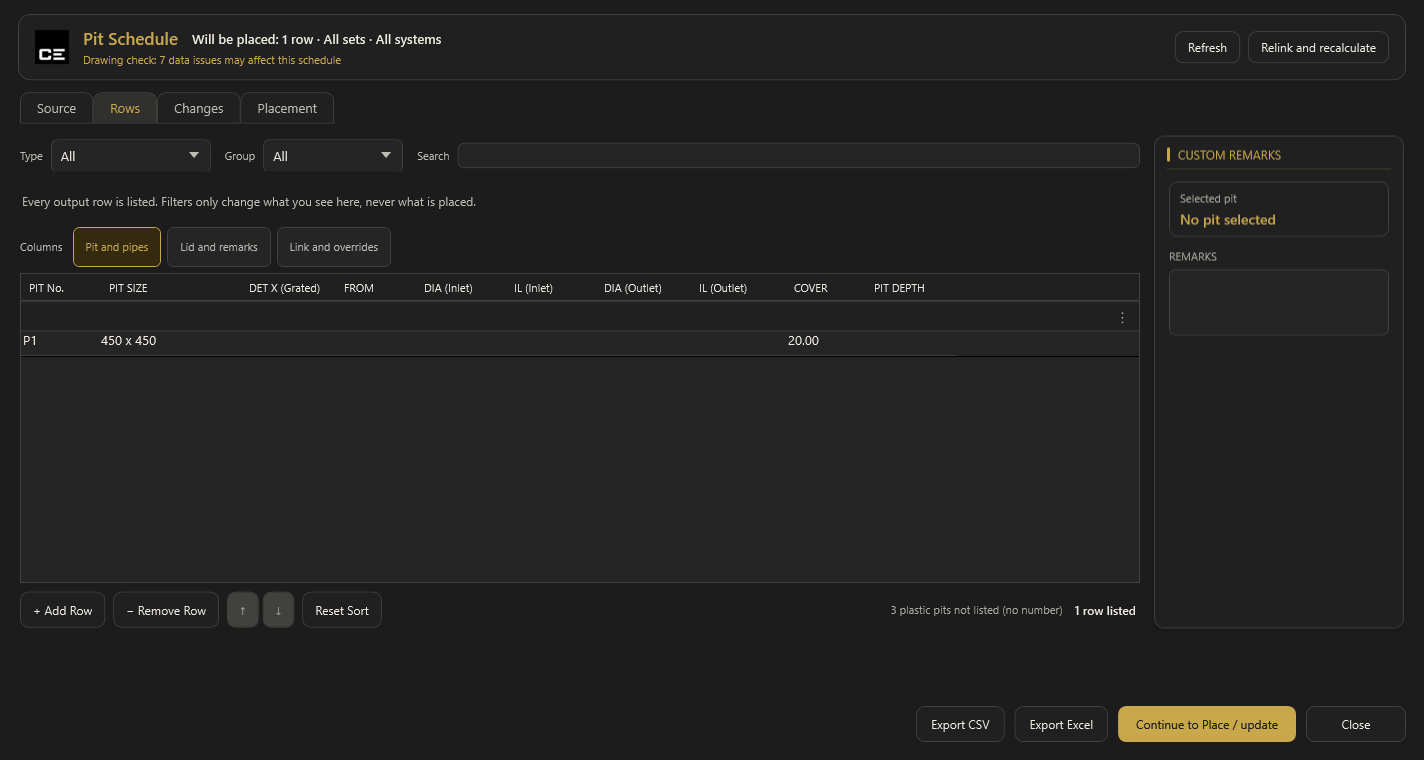 CE
Pit Schedule Will be placed: 1 row · All sets · All systems
Drawing check: 7 data issues may affect this schedule
Refresh Relink and recalculate
Source Rows Changes Placement
Type All Group All Search
Every output row is listed. Filters only change what you see here, never what is placed.
Columns Pit and pipes Lid and remarks Link and overrides
PIT No. PIT SIZE DET X (Grated) FROM DIA (Inlet) IL (Inlet) DIA (Outlet) IL (Outlet) COVER PIT DEPTH
P1 450 x 450 20.00
+ Add Row − Remove Row ↑ ↓ Reset Sort
3 plastic pits not listed (no number) 1 row listed
CUSTOM REMARKS
Selected pit
No pit selected
REMARKS
Export CSV Export Excel Continue to Place / update Close